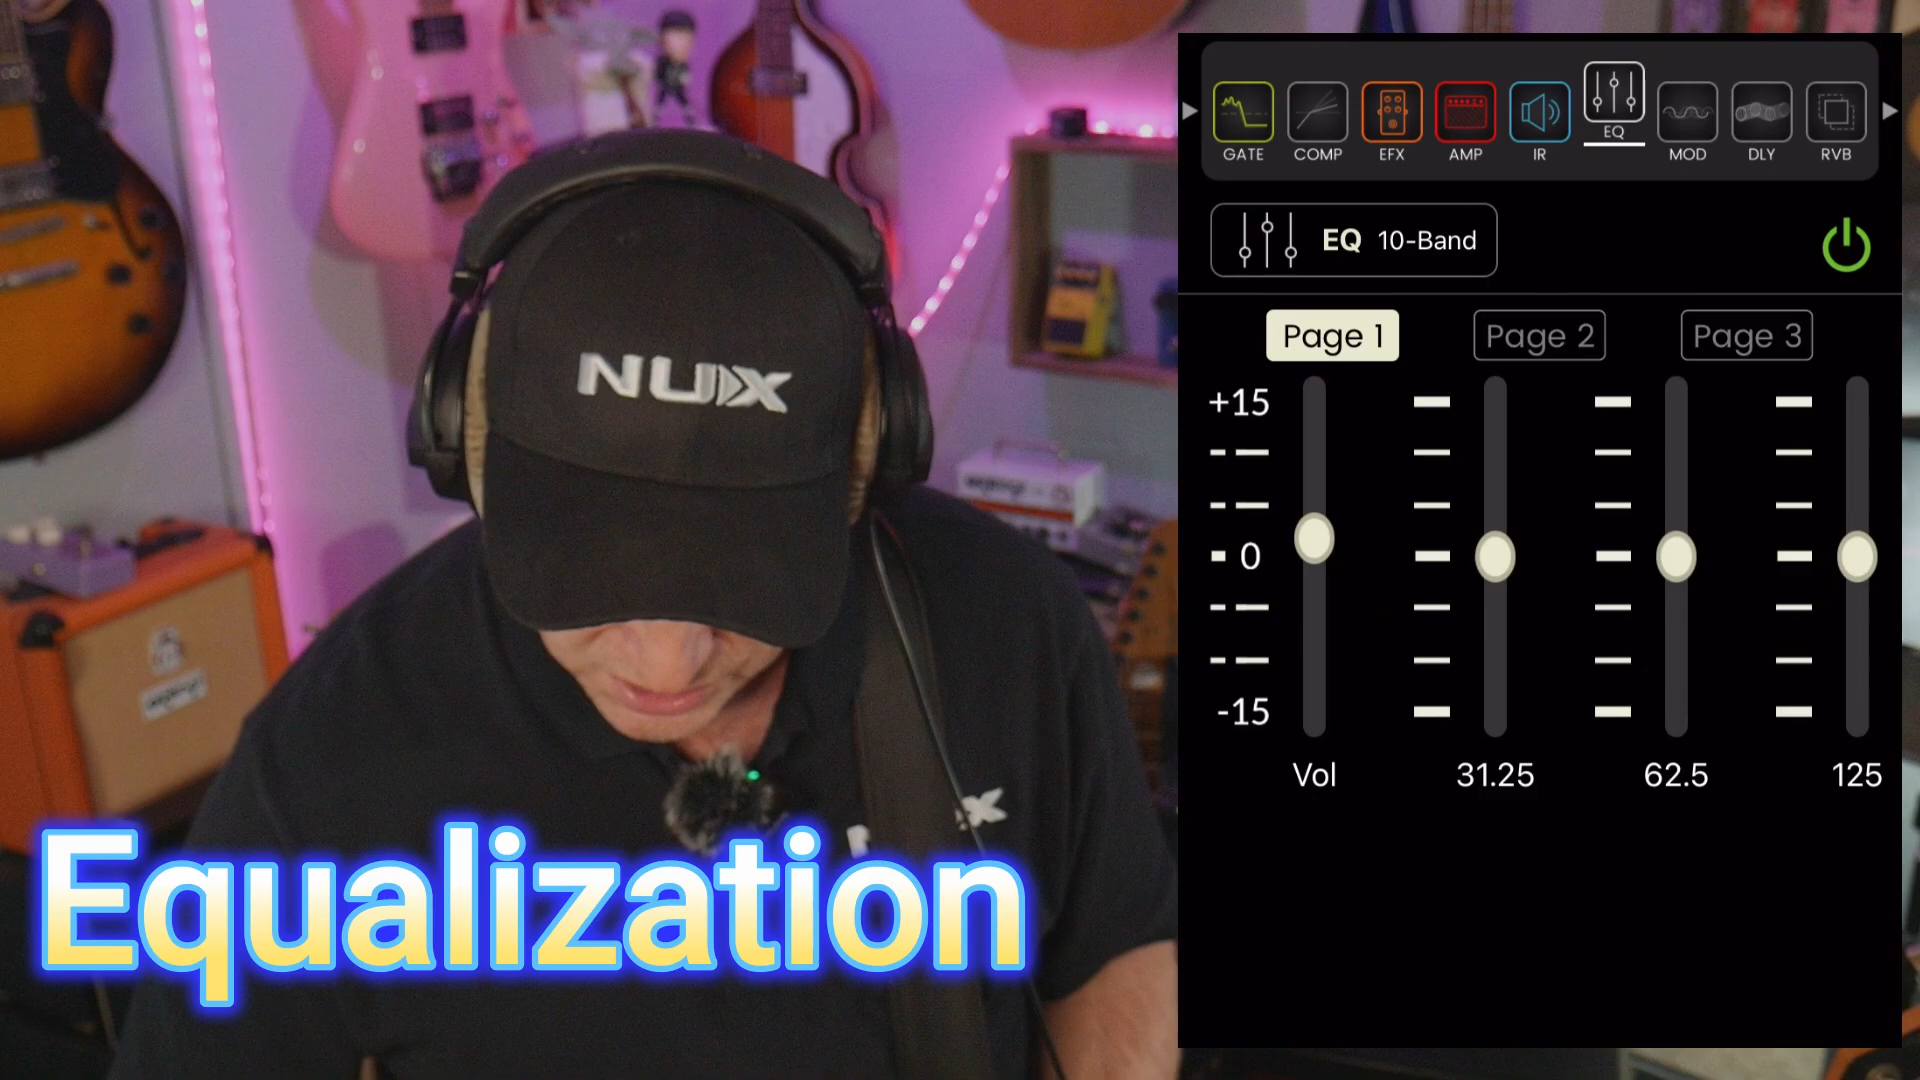 GATE COMP EFX AMP IR EQ MOD DLY RVB
EQ 10-Band
Page 1 Page 2 Page 3
+15
0
-15
Vol 31.25 62.5 125
NUX
Equalization